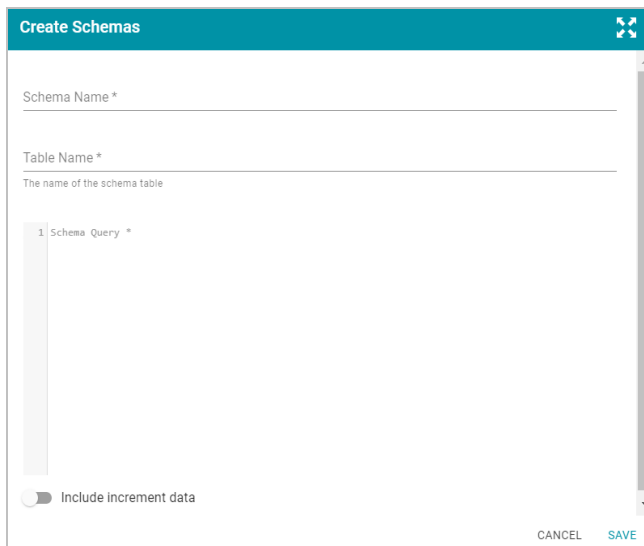 Create Schemas
Schema Name *
Table Name *
The name of the schema table
1 Schema Query *
Include increment data
CANCEL SAVE